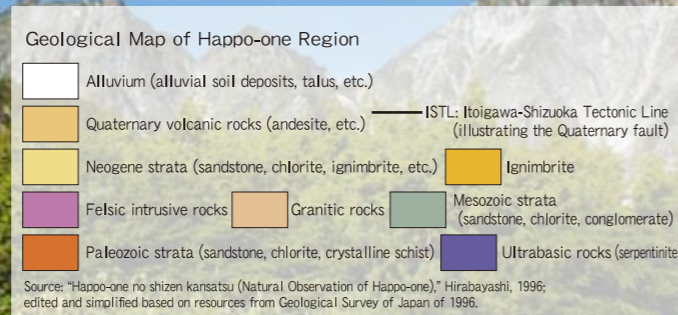 Geological Map of Happo-one Region
Alluvium (alluvial soil deposits, talus, etc.)
Quaternary volcanic rocks (andesite, etc.)
ISTL: Itoigawa-Shizuoka Tectonic Line
(illustrating the Quaternary fault)
Neogene strata (sandstone, chlorite, ignimbrite, etc.)
Ignimbrite
Felsic intrusive rocks
Granitic rocks
Mesozoic strata
(sandstone, chlorite, conglomerate)
Paleozoic strata (sandstone, chlorite, crystalline schist)
Ultrabasic rocks (serpentinite
Source: "Happo-one no shizen kansatsu (Natural Observation of Happo-one)," Hirabayashi, 1996;
edited and simplified based on resources from Geological Survey of Japan of 1996.